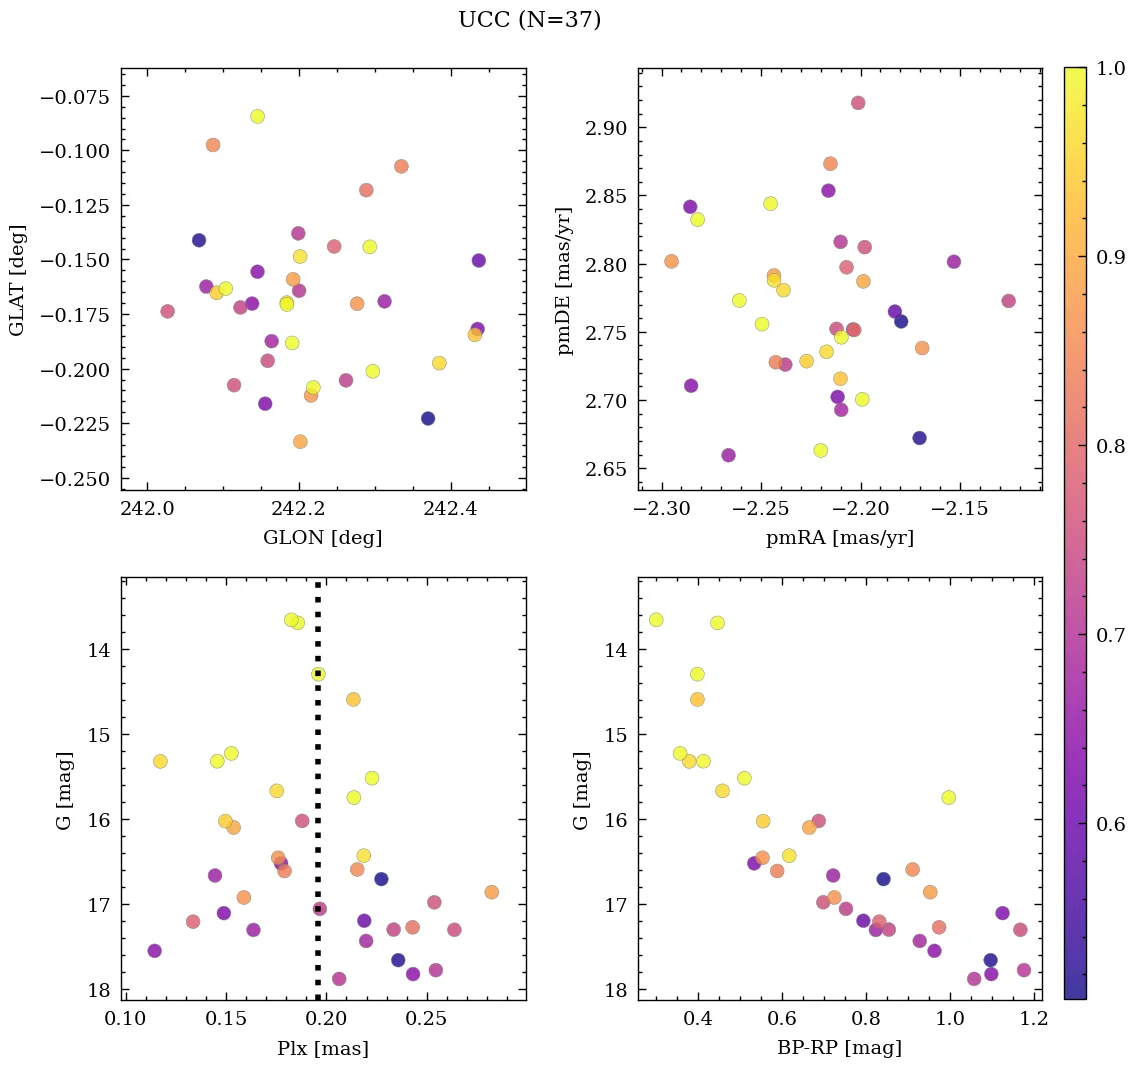 UCC (N=37)
−0.075
−0.100
−0.125
−0.150
−0.175
−0.200
−0.225
−0.250
GLAT [deg]
242.0 242.2 242.4
GLON [deg]
2.90
2.85
2.80
2.75
2.70
2.65
pmDE [mas/yr]
−2.30 −2.25 −2.20 −2.15
pmRA [mas/yr]
14
15
16
17
18
G [mag]
0.10 0.15 0.20 0.25
Plx [mas]
14
15
16
17
18
G [mag]
0.4 0.6 0.8 1.0 1.2
BP-RP [mag]
1.0
0.9
0.8
0.7
0.6